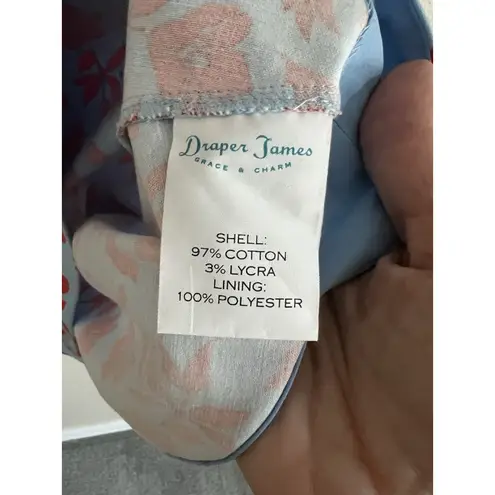 Draper James
GRACE & CHARM
SHELL:
97% COTTON
3% LYCRA
LINING:
100% POLYESTER